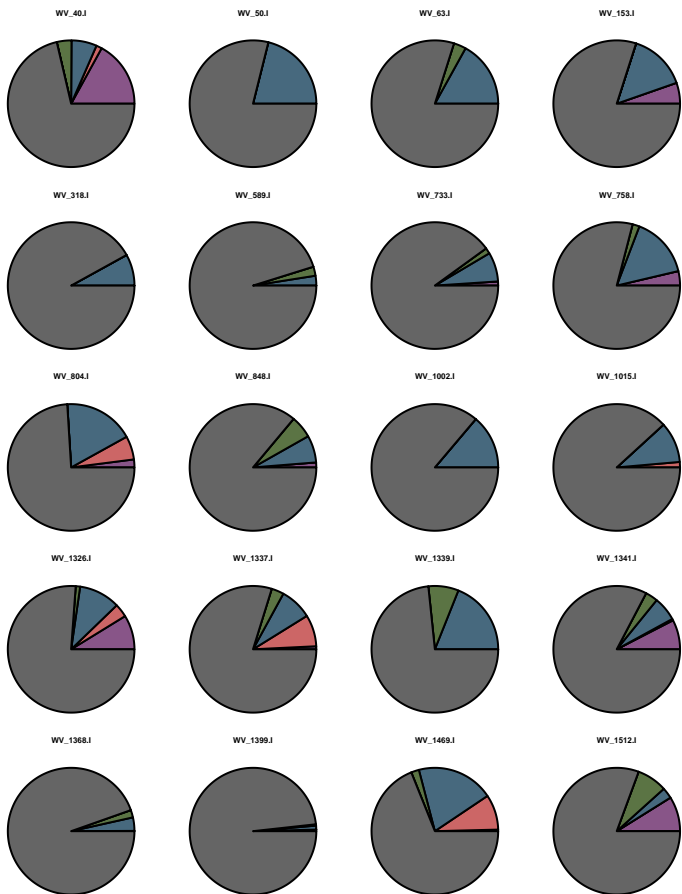 WV_40.I WV_50.I WV_63.I WV_153.I
WV_318.I WV_589.I WV_733.I WV_758.I
WV_804.I WV_848.I WV_1002.I WV_1015.I
WV_1326.I WV_1337.I WV_1339.I WV_1341.I
WV_1368.I WV_1399.I WV_1469.I WV_1512.I